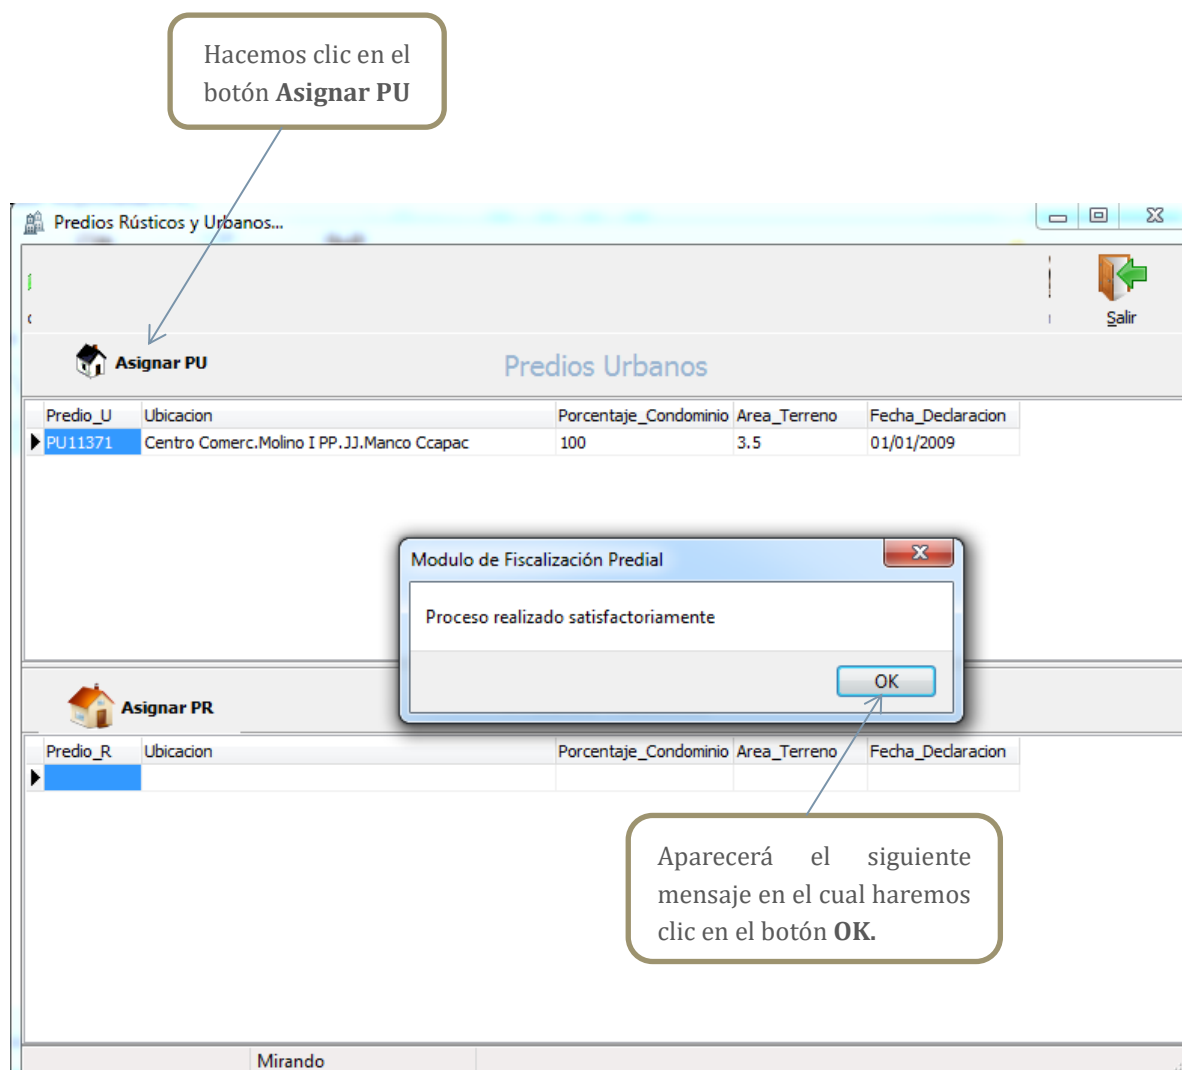 Hacemos clic en el
botón Asignar PU
Predios Rústicos y Urbanos...
Salir
Asignar PU
Predios Urbanos
Predio_U Ubicacion Porcentaje_Condominio Area_Terreno Fecha_Declaracion
PU11371 Centro Comerc.Molino I PP.JJ.Manco Ccapac 100 3.5 01/01/2009
Modulo de Fiscalización Predial
Proceso realizado satisfactoriamente
OK
Asignar PR
Predio_R Ubicacion Porcentaje_Condominio Area_Terreno Fecha_Declaracion
Aparecerá el siguiente
mensaje en el cual haremos
clic en el botón OK.
Mirando